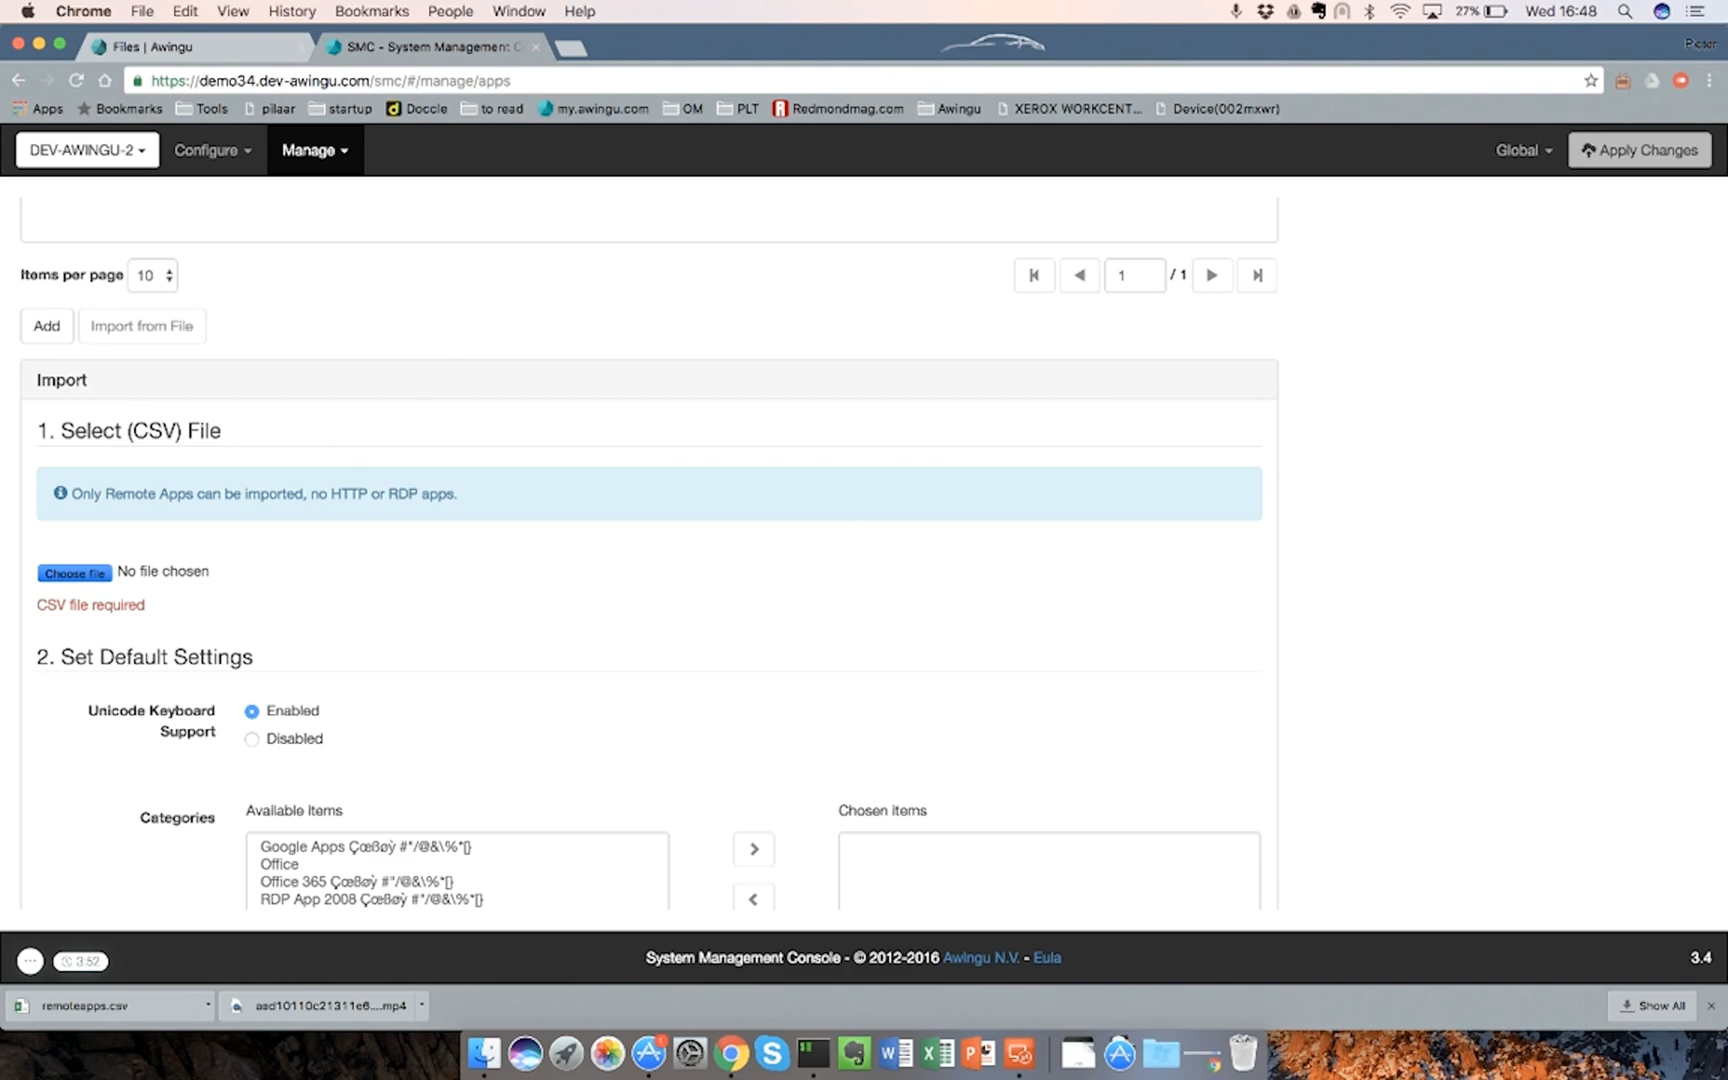 Chrome File Edit View History Bookmarks People Window Help 27% Wed 16:48
Files | Awingu SMC - System Management C Pieter
https://demo34.dev-awingu.com/smc/#/manage/apps
Apps Bookmarks Tools pilaar startup Doccle to read my.awingu.com OM PLT Redmondmag.com Awingu XEROX WORKCENT... Device(002mxwr)
DEV-AWINGU-2 Configure Manage Global Apply Changes
Items per page 10 1 / 1
Add Import from File
Import
1. Select (CSV) File
Only Remote Apps can be imported, no HTTP or RDP apps.
Choose file No file chosen
CSV file required
2. Set Default Settings
Unicode Keyboard Support
Enabled
Disabled
Categories
Available Items Chosen items
Google Apps Çœßøỳ #"/@&\%*[}
Office
Office 365 Çœßøỳ #"/@&\%*[}
RDP App 2008 Çœßøỳ #"/@&\%*[}
3:52 System Management Console - © 2012-2016 Awingu N.V. - Eula 3.4
remoteapps.csv aad10110c21311e6....mp4 Show All